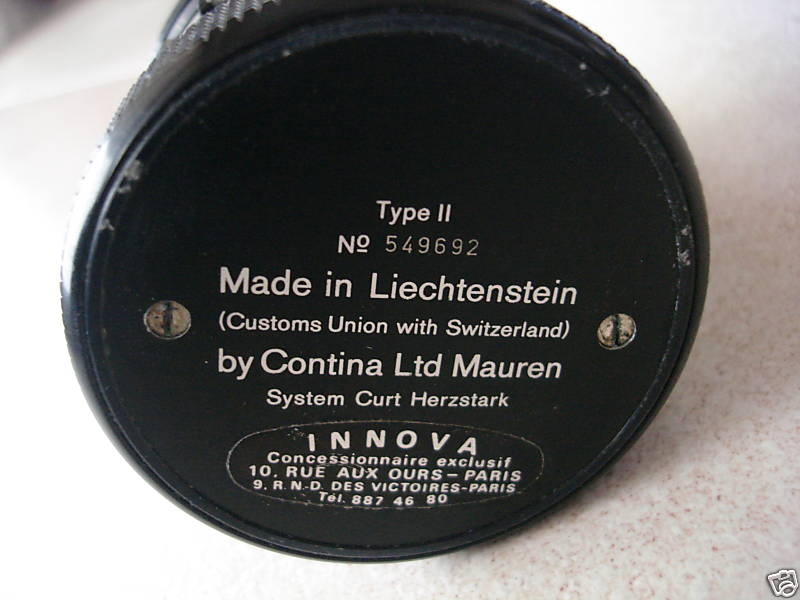 Type II
Nº 549692
Made in Liechtenstein
(Customs Union with Switzerland)
by Contina Ltd Mauren
System Curt Herzstark
INNOVA
Concessionnaire exclusif
10, RUE AUX OURS — PARIS
9, R. N.-D. DES VICTOIRES-PARIS
Tél. 887 46 80